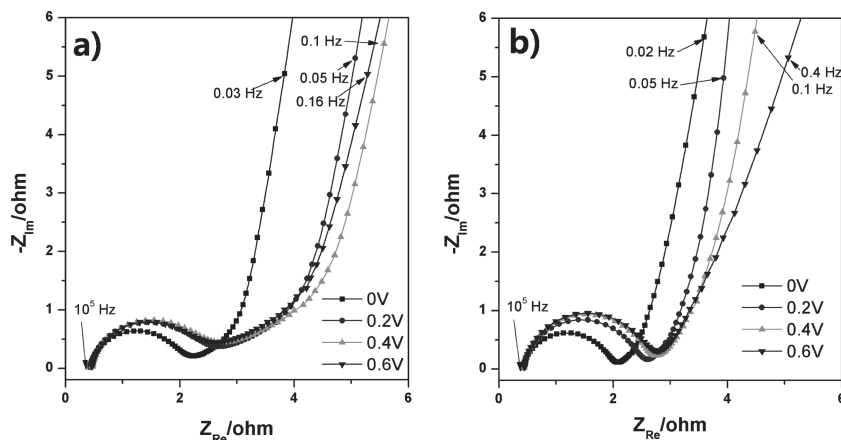 a)
6
5
4
3
2
1
0
-Z_Im/ohm
0.1 Hz
0.05 Hz
0.16 Hz
0.03 Hz
10^5 Hz
0V
0.2V
0.4V
0.6V
0 2 4 6
Z_Re/ohm
b)
6
5
4
3
2
1
0
-Z_Im/ohm
0.02 Hz
0.05 Hz
0.4 Hz
0.1 Hz
10^5 Hz
0V
0.2V
0.4V
0.6V
0 2 4 6
Z_Re/ohm